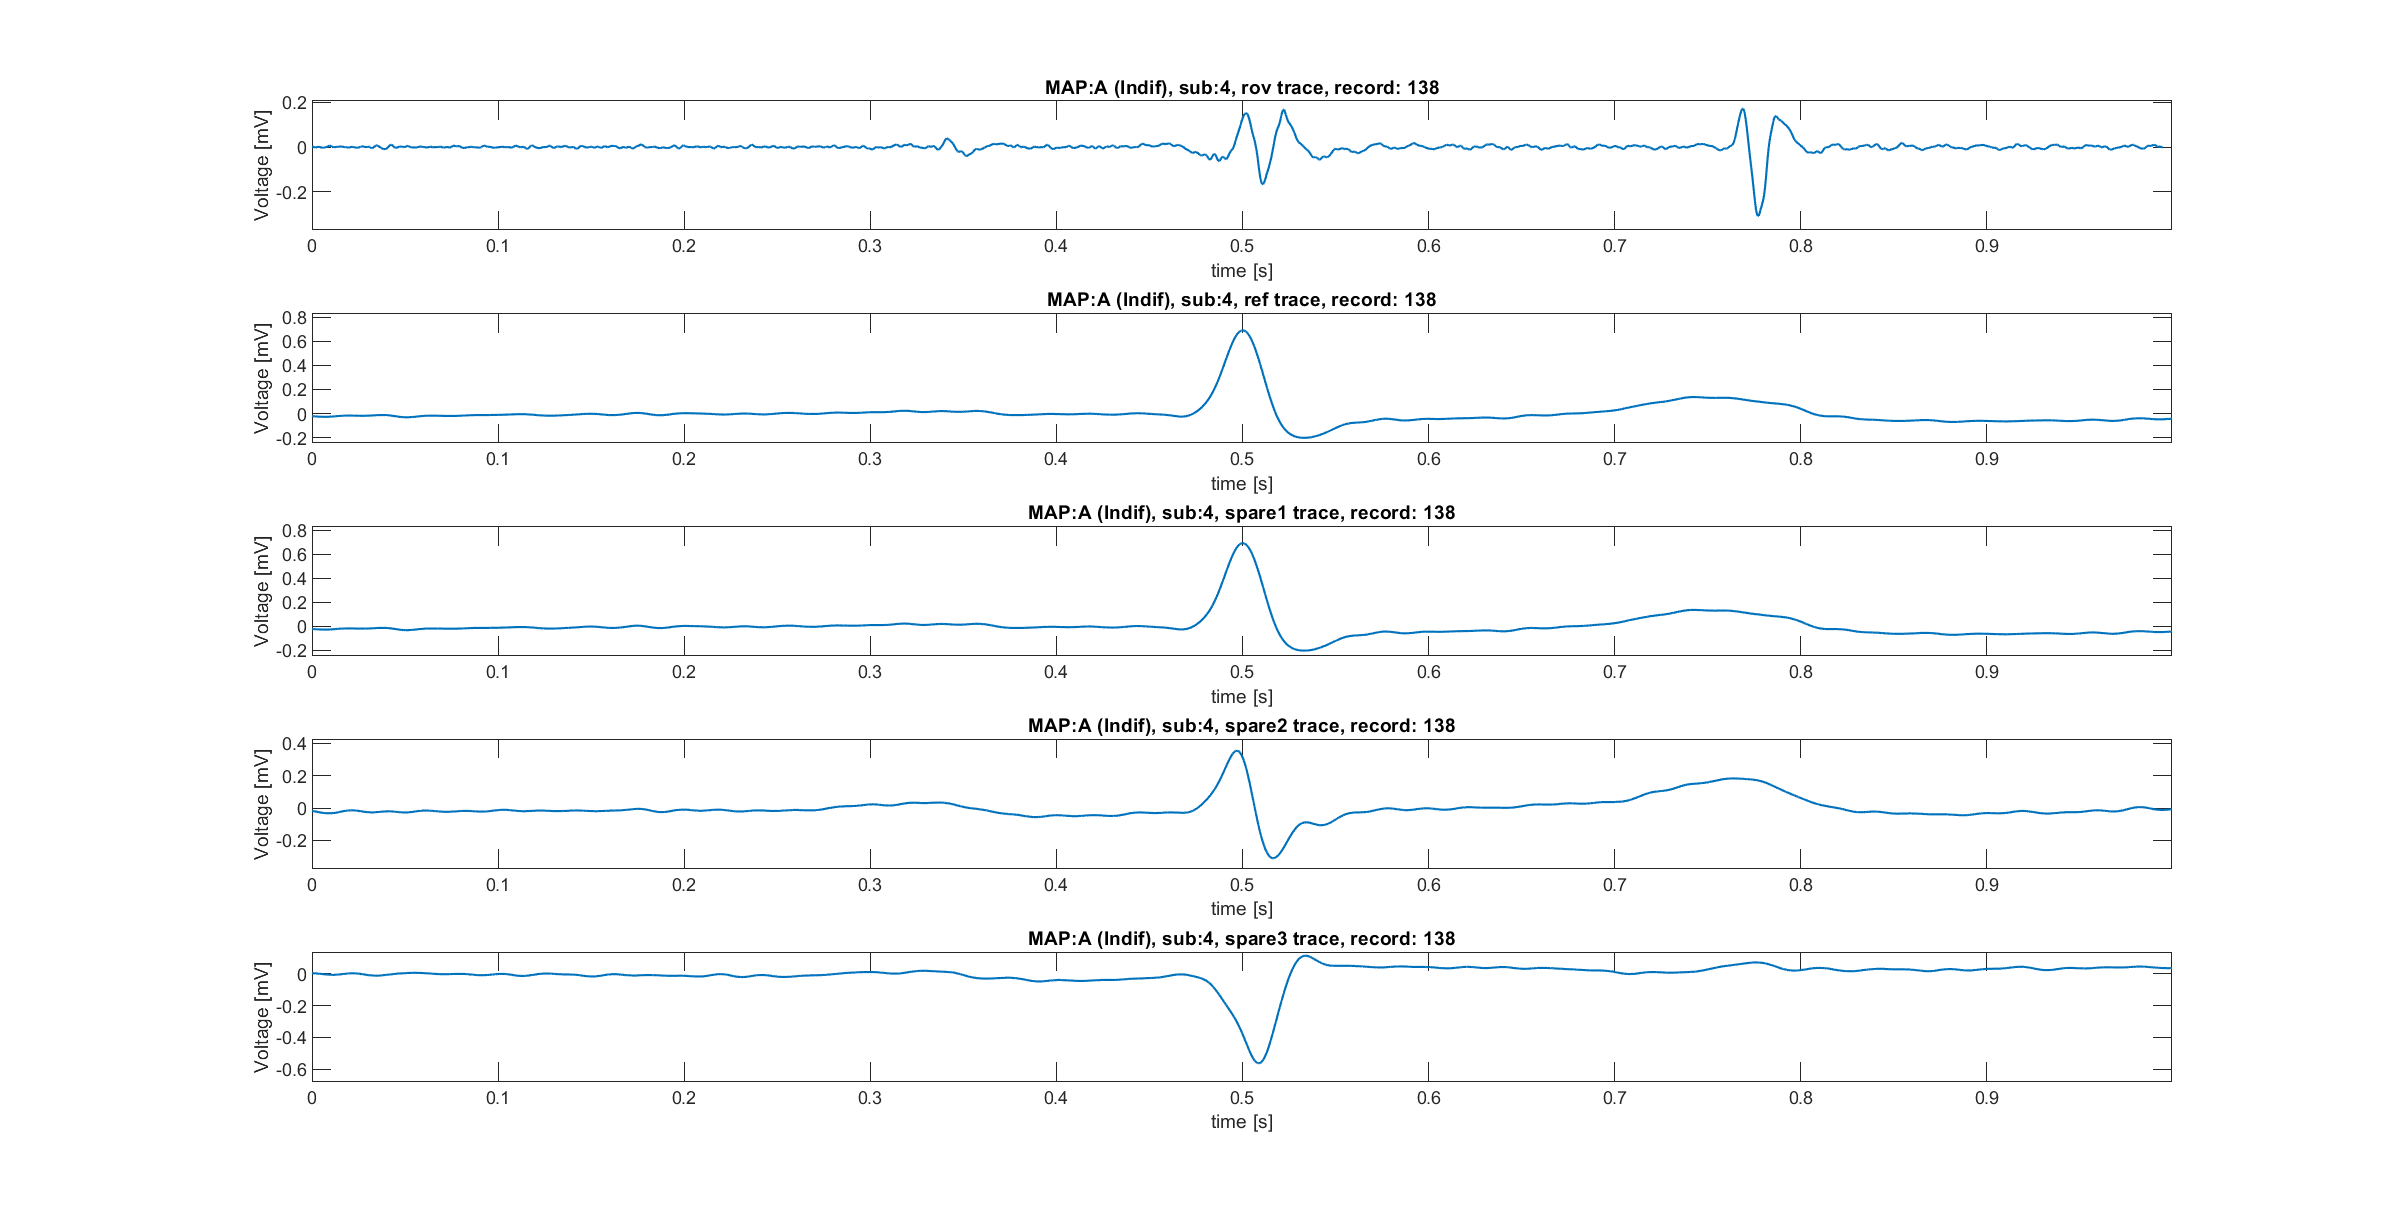 MAP:A (Indif), sub:4, rov trace, record: 138
Voltage [mV]
0.2
0
-0.2
0 0.1 0.2 0.3 0.4 0.5 0.6 0.7 0.8 0.9
time [s]
MAP:A (Indif), sub:4, ref trace, record: 138
Voltage [mV]
0.8
0.6
0.4
0.2
0
-0.2
0 0.1 0.2 0.3 0.4 0.5 0.6 0.7 0.8 0.9
time [s]
MAP:A (Indif), sub:4, spare1 trace, record: 138
Voltage [mV]
0.8
0.6
0.4
0.2
0
-0.2
0 0.1 0.2 0.3 0.4 0.5 0.6 0.7 0.8 0.9
time [s]
MAP:A (Indif), sub:4, spare2 trace, record: 138
Voltage [mV]
0.4
0.2
0
-0.2
0 0.1 0.2 0.3 0.4 0.5 0.6 0.7 0.8 0.9
time [s]
MAP:A (Indif), sub:4, spare3 trace, record: 138
Voltage [mV]
0
-0.2
-0.4
-0.6
0 0.1 0.2 0.3 0.4 0.5 0.6 0.7 0.8 0.9
time [s]